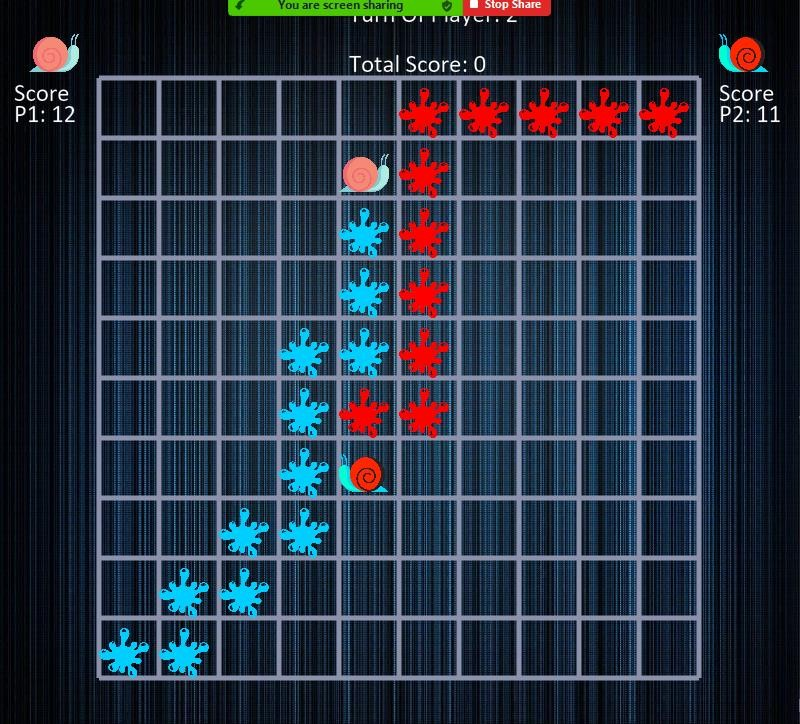 You are screen sharing
Stop Share
Turn Of Player: 2
Total Score: 0
Score
P1: 12
Score
P2: 11